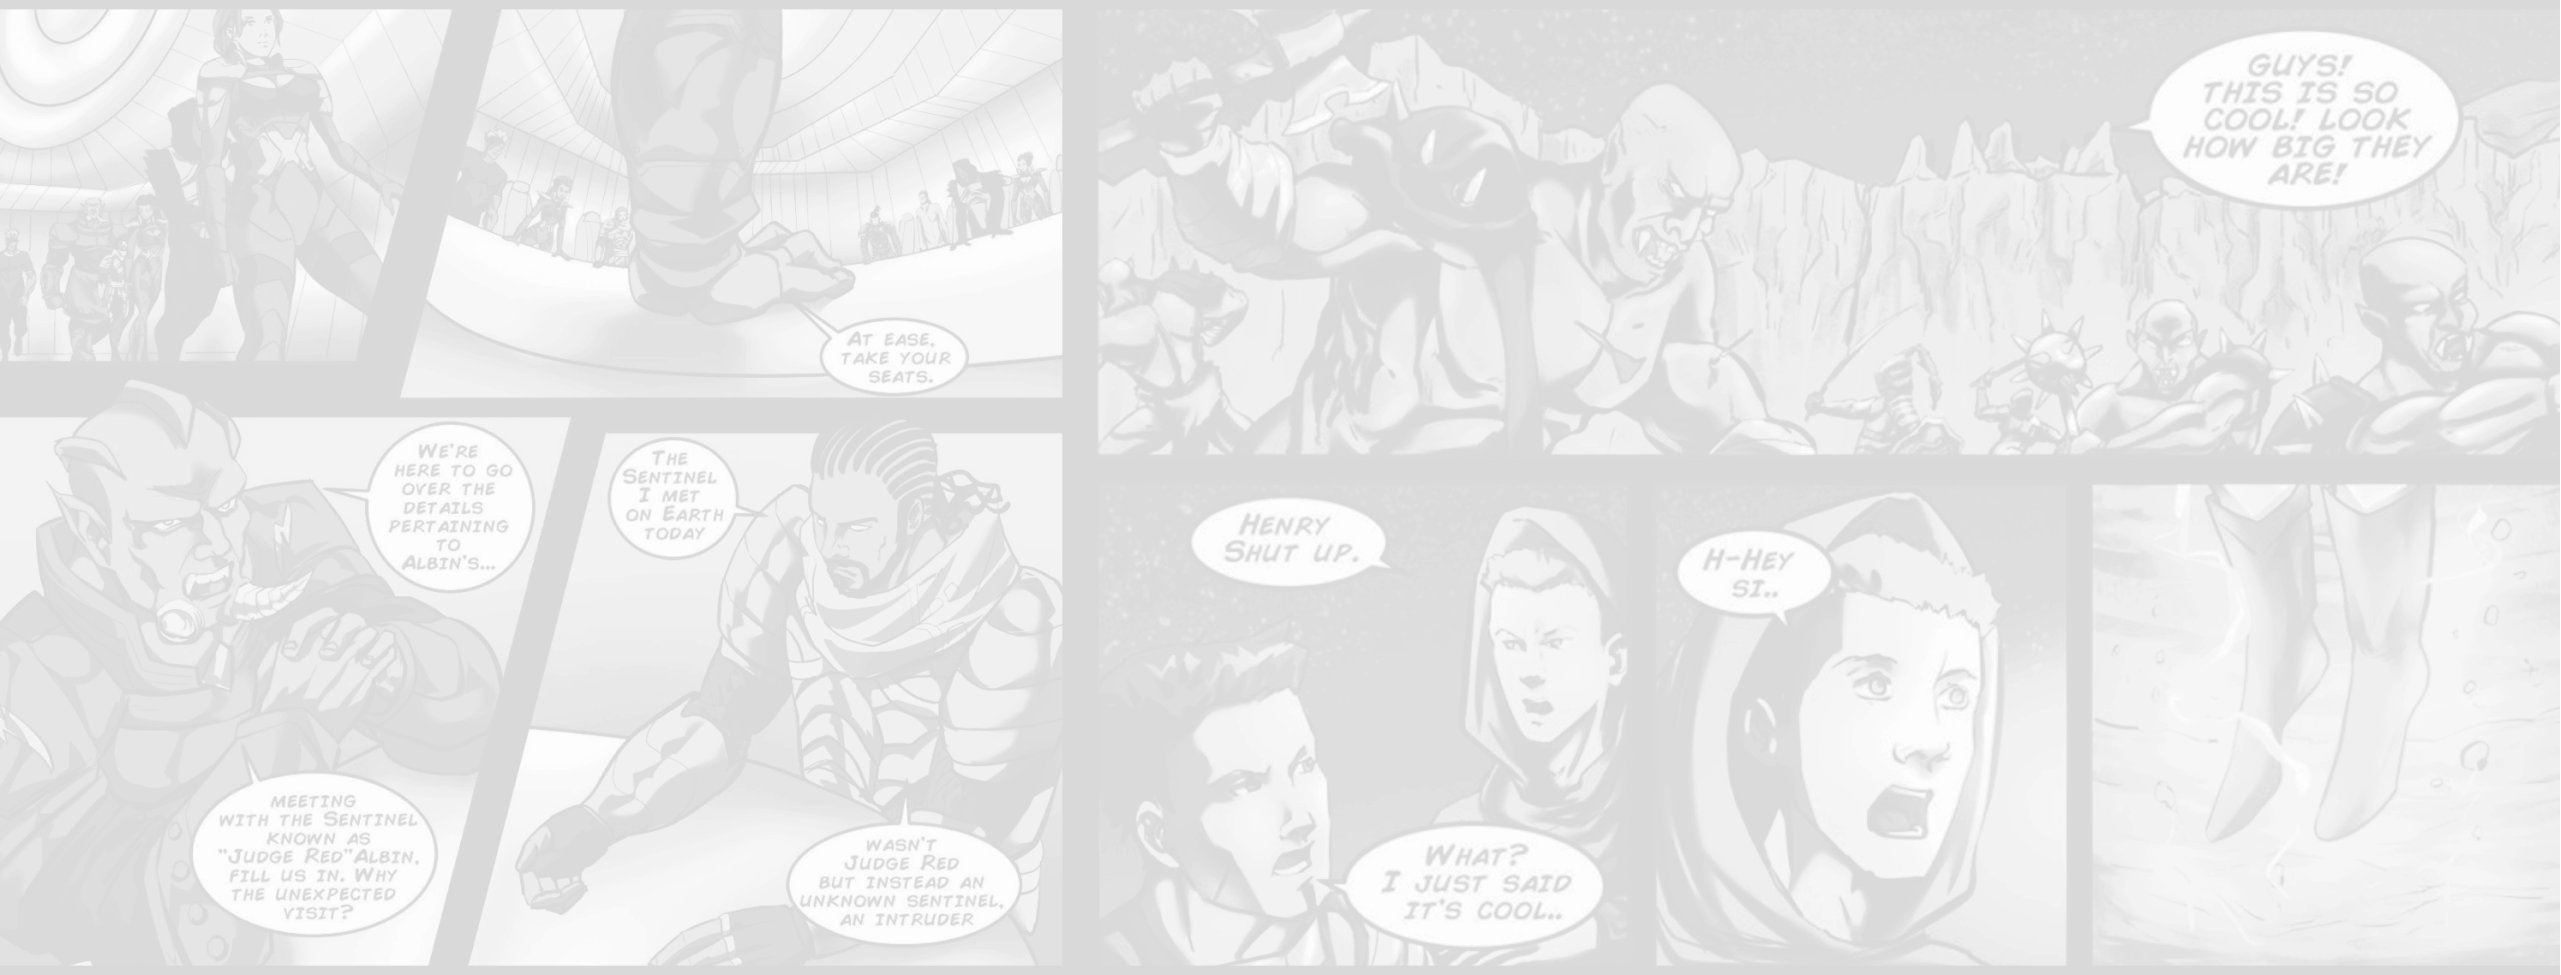 AT EASE,
TAKE YOUR
SEATS.
WE'RE
HERE TO GO
OVER THE
DETAILS
PERTAINING
TO
ALBIN'S...
MEETING
WITH THE SENTINEL
KNOWN AS
"JUDGE RED" ALBIN,
FILL US IN. WHY
THE UNEXPECTED
VISIT?
THE
SENTINEL
I MET
ON EARTH
TODAY
WASN'T
JUDGE RED
BUT INSTEAD AN
UNKNOWN SENTINEL,
AN INTRUDER
GUYS!
THIS IS SO
COOL! LOOK
HOW BIG THEY
ARE!
HENRY
SHUT UP.
WHAT?
I JUST SAID
IT'S COOL..
H-HEY
SI..